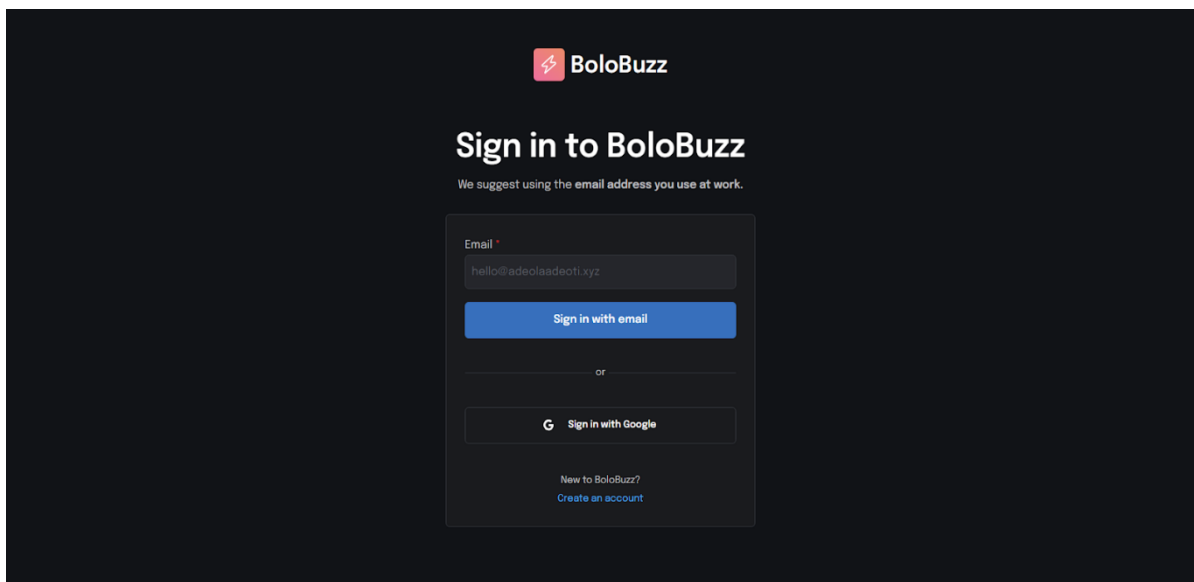 BoloBuzz
Sign in to BoloBuzz
We suggest using the email address you use at work.
Email *
hello@adeolaadeoti.xyz
Sign in with email
or
G Sign in with Google
New to BoloBuzz?
Create an account